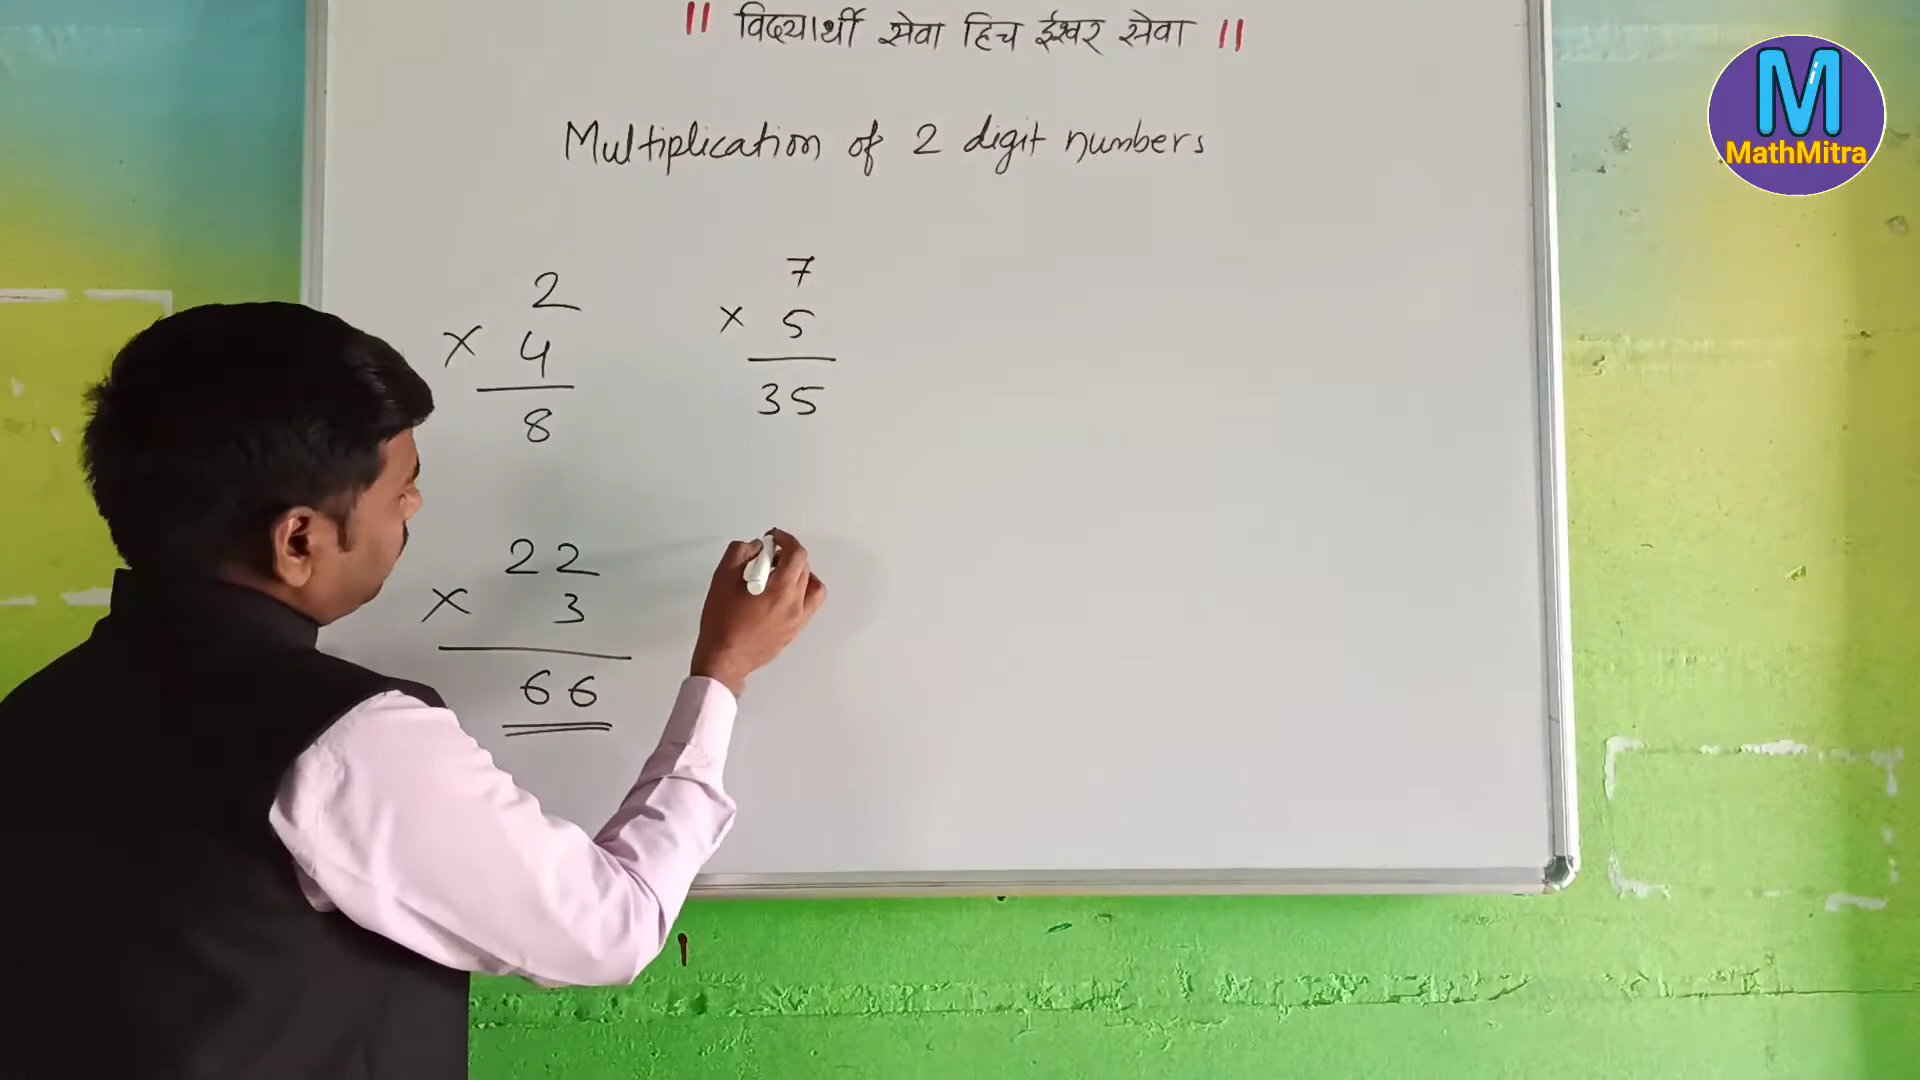 || विद्यार्थी सेवा हिच ईश्वर सेवा ||
M
MathMitra
Multiplication of 2 digit numbers
2
× 4
8
7
× 5
35
22
× 3
66